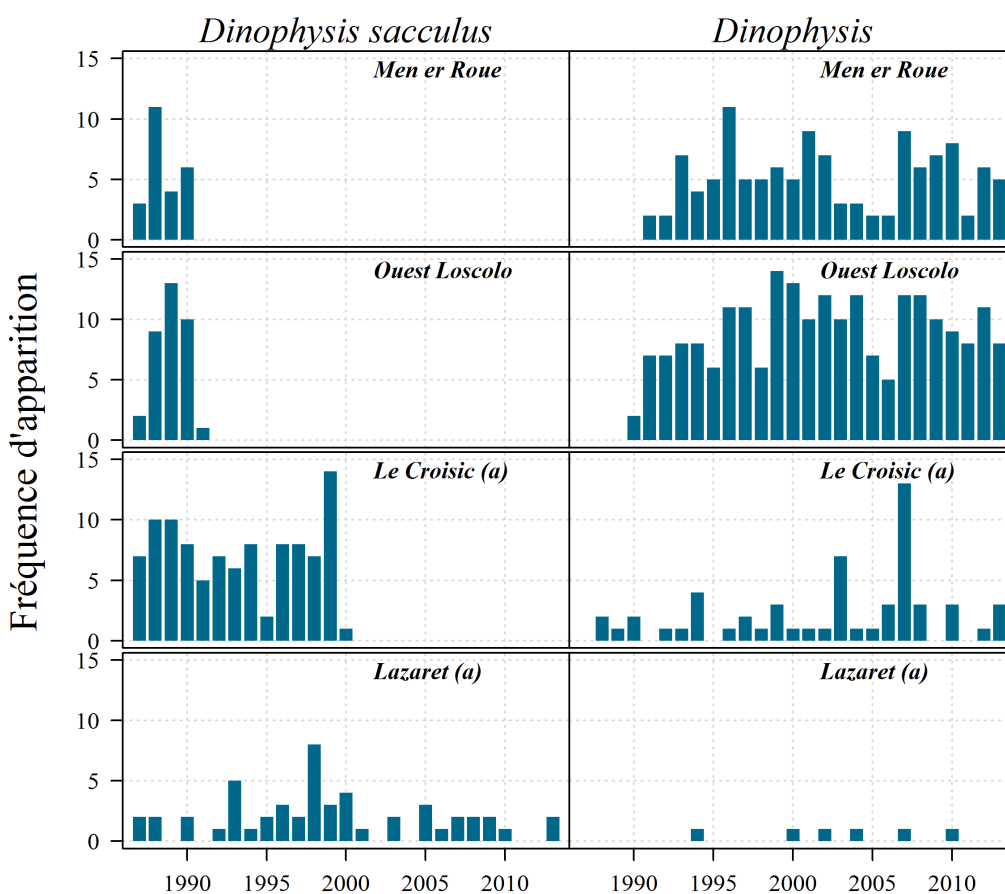 Dinophysis sacculus Dinophysis
Fréquence d'apparition
15 Men er Roue Men er Roue
10
5
0
15 Ouest Loscolo Ouest Loscolo
10
5
0
15 Le Croisic (a) Le Croisic (a)
10
5
0
15 Lazaret (a) Lazaret (a)
10
5
0
1990 1995 2000 2005 2010 1990 1995 2000 2005 2010